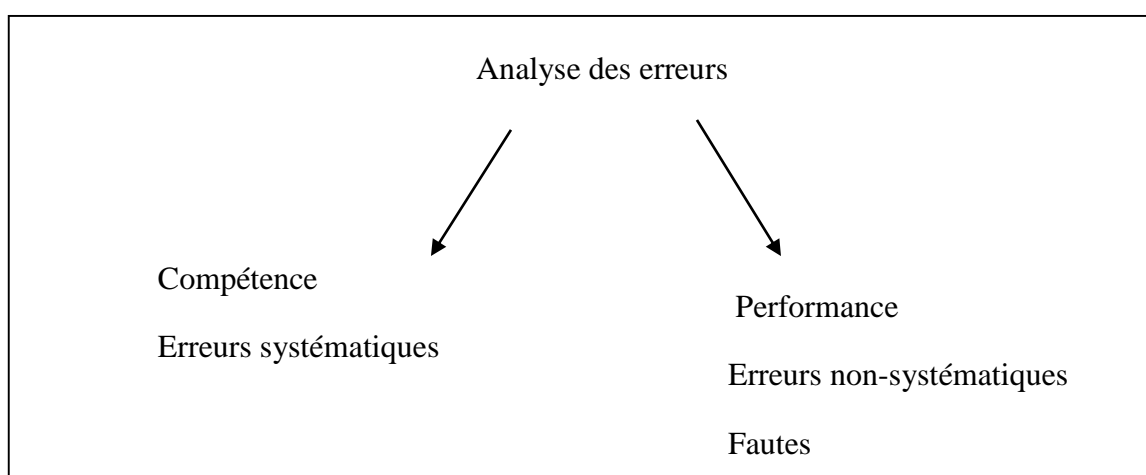 Analyse des erreurs
Compétence
Erreurs systématiques
Performance
Erreurs non-systématiques
Fautes